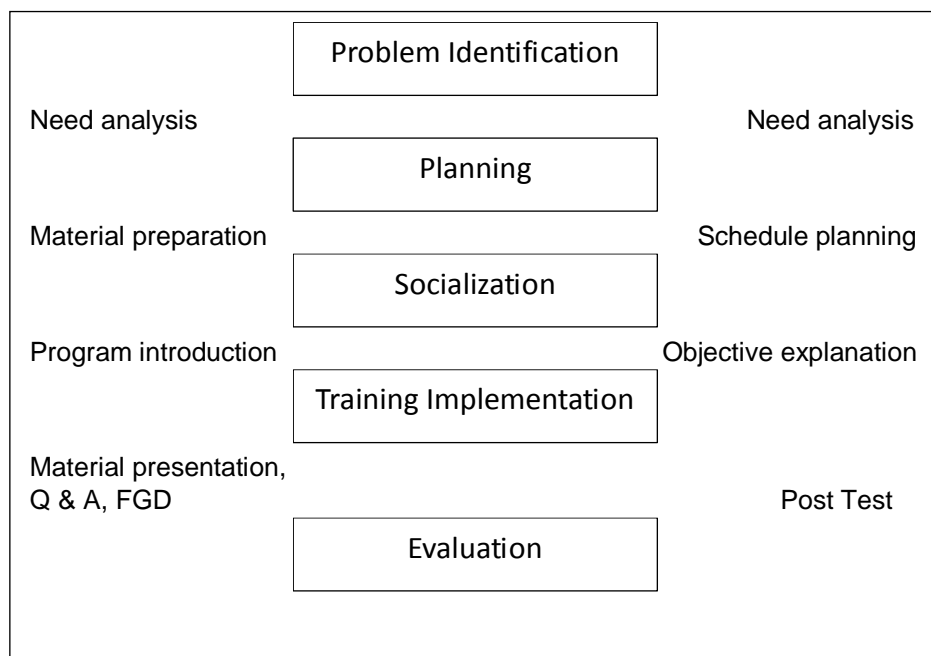 Problem Identification
Need analysis
Need analysis
Planning
Material preparation
Schedule planning
Socialization
Program introduction
Objective explanation
Training Implementation
Material presentation,
Q & A, FGD
Post Test
Evaluation